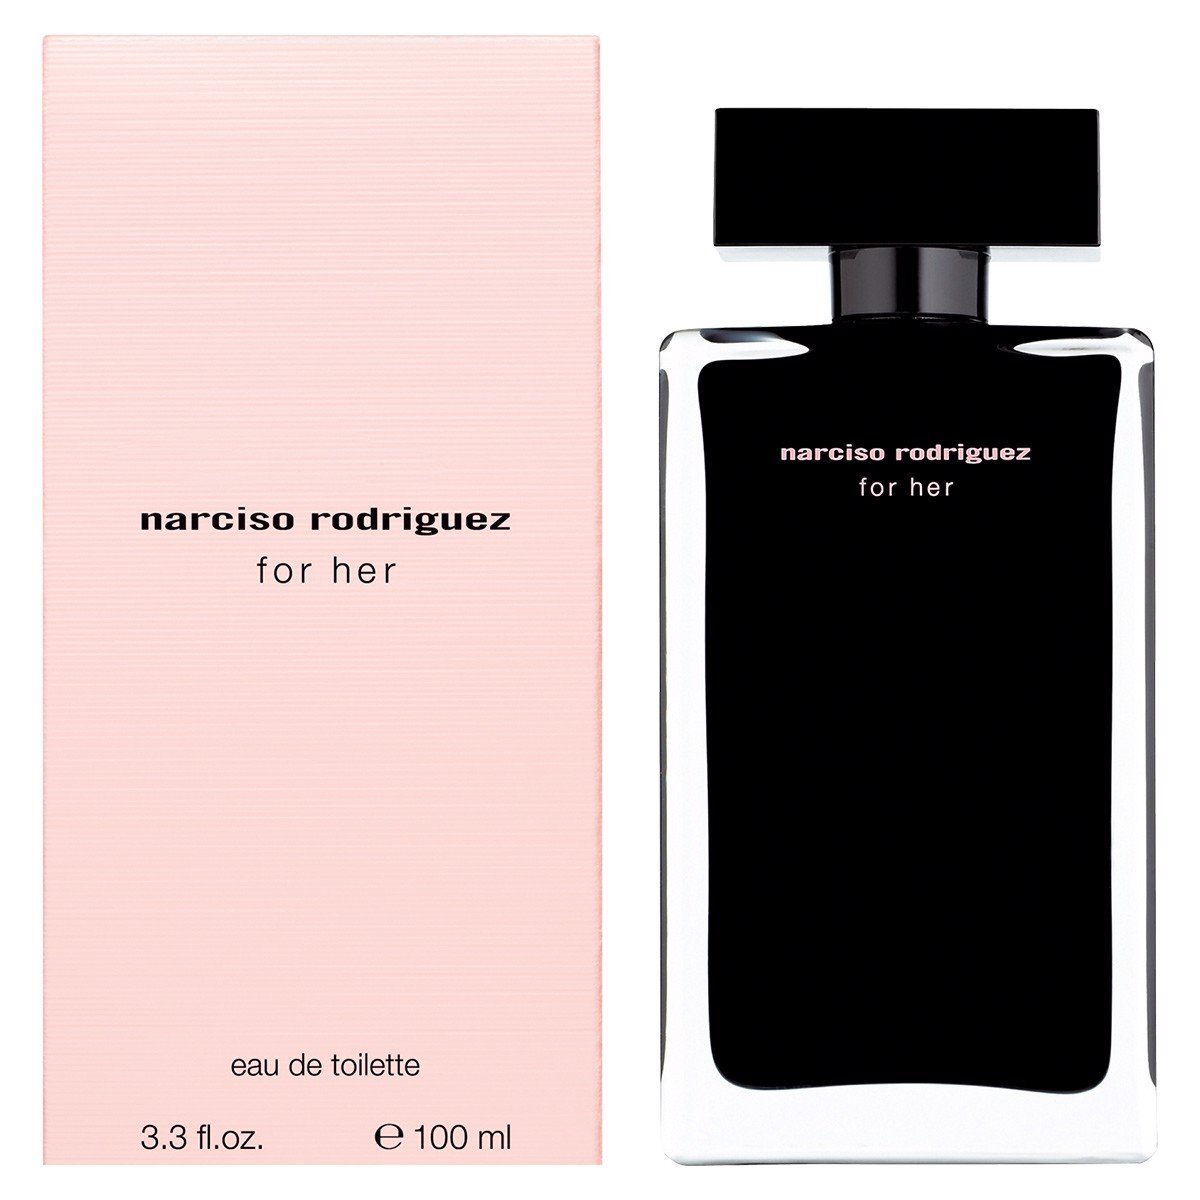 narciso rodriguez
for her
eau de toilette
3.3 fl.oz. ℮ 100 ml
narciso rodriguez
for her